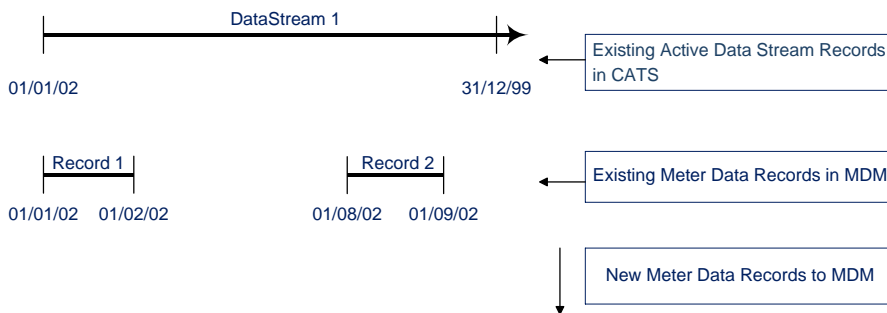 DataStream 1
Existing Active Data Stream Records
in CATS
01/01/02
31/12/99
Record 1
Record 2
Existing Meter Data Records in MDM
01/01/02
01/02/02
01/08/02
01/09/02
New Meter Data Records to MDM